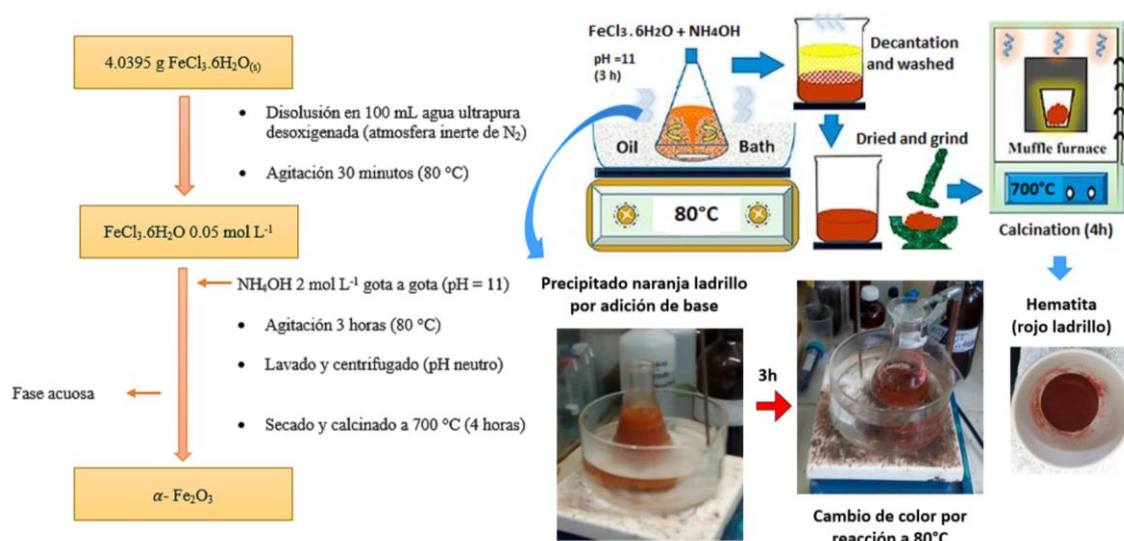 4.0395 g FeCl₃.6H₂O₍ₛ₎
• Disolución en 100 mL agua ultrapura
desoxigenada (atmosfera inerte de N₂)
• Agitación 30 minutos (80 °C)
FeCl₃.6H₂O 0.05 mol L⁻¹
NH₄OH 2 mol L⁻¹ gota a gota (pH = 11)
• Agitación 3 horas (80 °C)
• Lavado y centrifugado (pH neutro)
Fase acuosa
• Secado y calcinado a 700 °C (4 horas)
α- Fe₂O₃
FeCl₃.6H₂O + NH₄OH
pH =11
(3 h)
Oil
Bath
80°C
Decantation
and washed
Dried and grind
Muffle furnace
700°C
Calcination (4h)
Precipitado naranja ladrillo
por adición de base
3h
Cambio de color por
reacción a 80°C
Hematita
(rojo ladrillo)